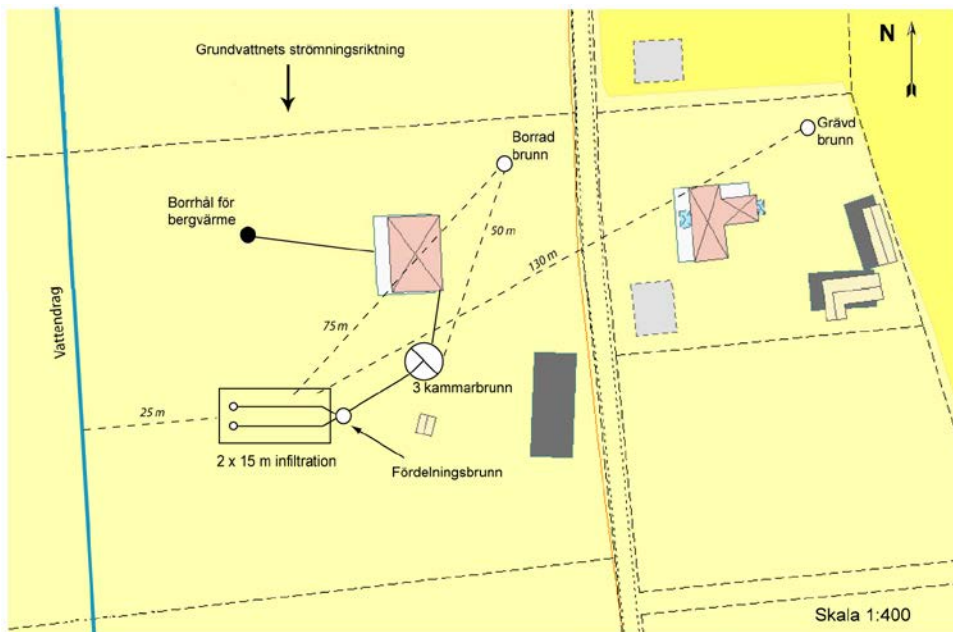 Grundvattnets strömningsriktning
N
Borrad
brunn
Grävd
brunn
Borrhål för
bergvärme
50 m
130 m
75 m
Vattendrag
3 kammarbrunn
25 m
2 x 15 m infiltration
Fördelningsbrunn
Skala 1:400